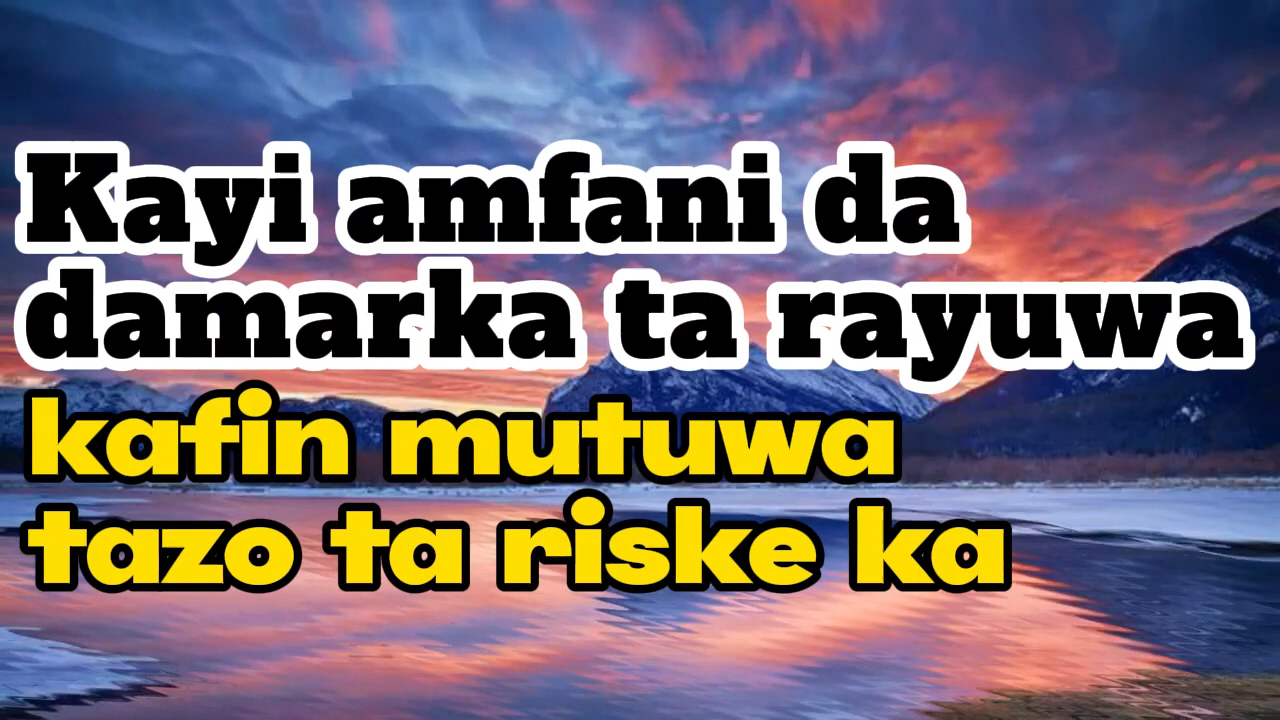 Kayi amfani da
damarka ta rayuwa
kafin mutuwa
tazo ta riske ka